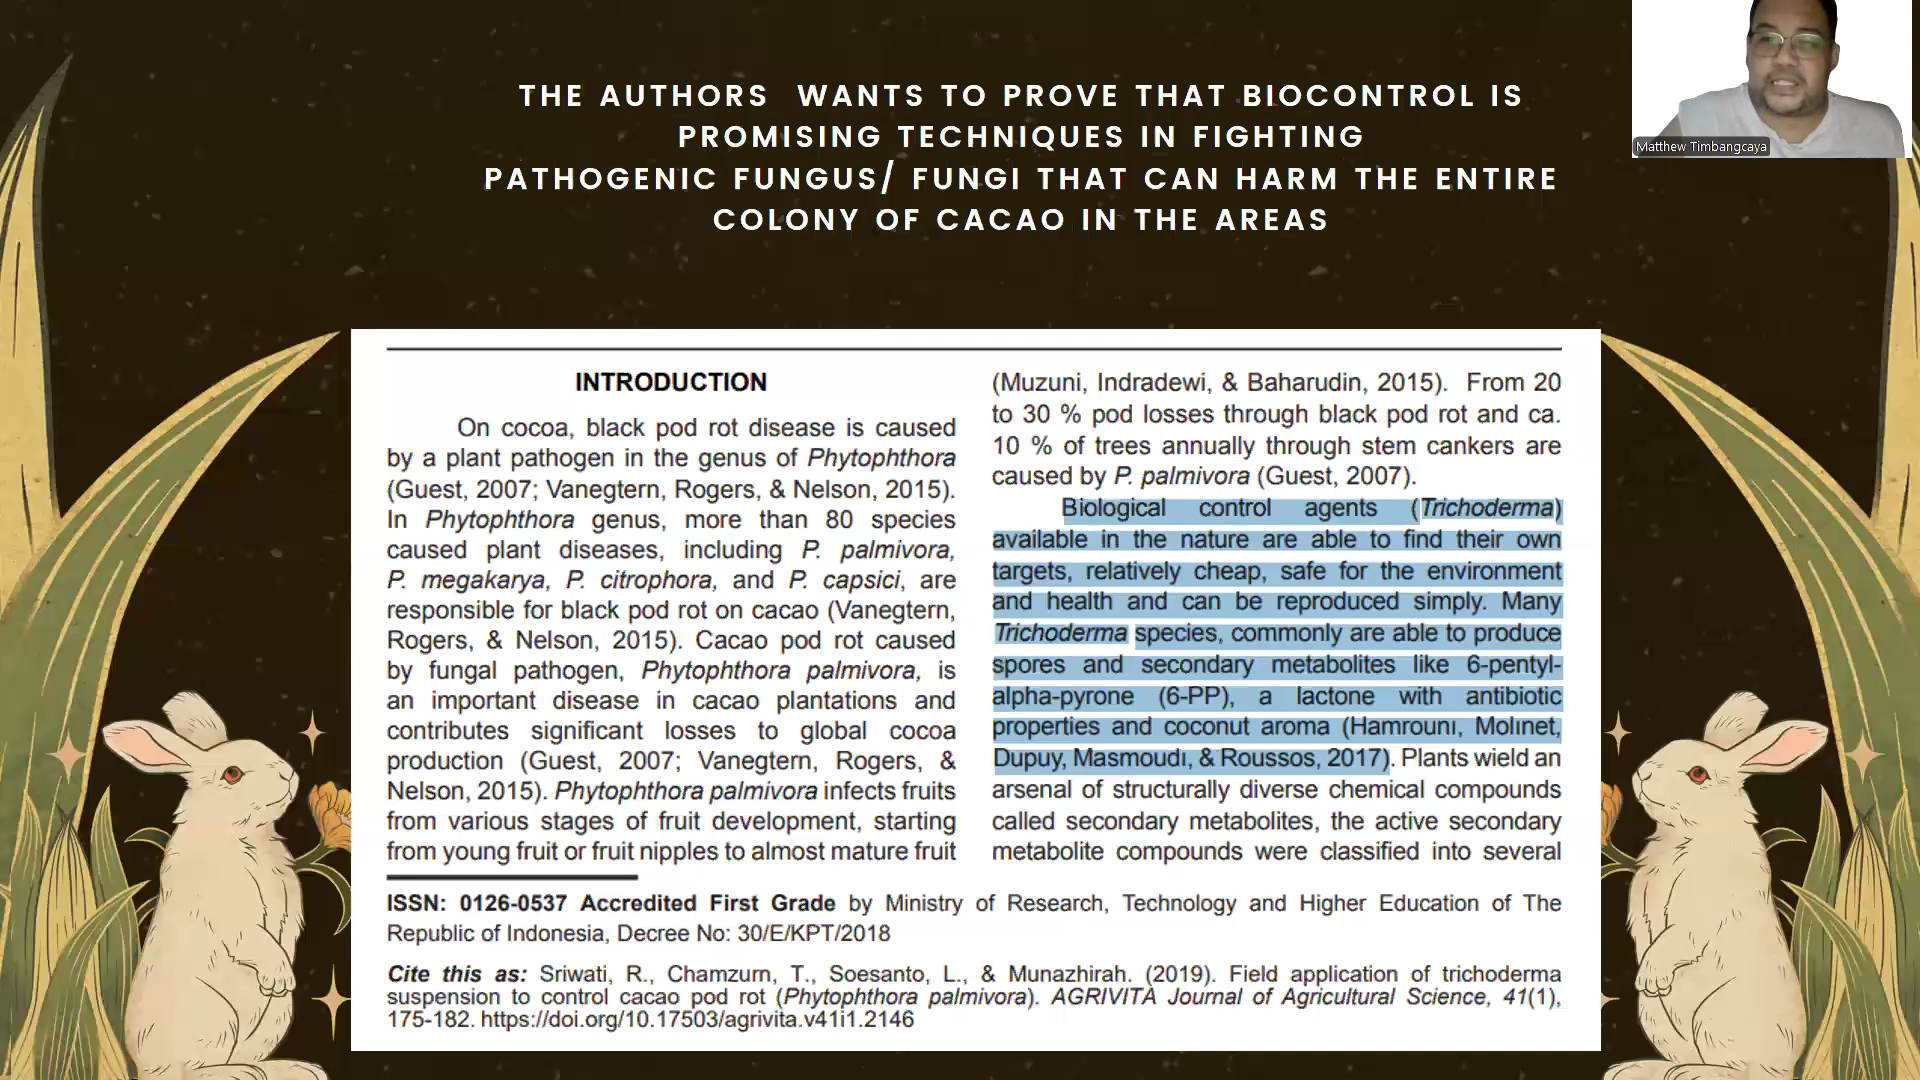 THE AUTHORS WANTS TO PROVE THAT BIOCONTROL IS
PROMISING TECHNIQUES IN FIGHTING
PATHOGENIC FUNGUS/ FUNGI THAT CAN HARM THE ENTIRE
COLONY OF CACAO IN THE AREAS
Matthew Timbangcaya
INTRODUCTION
On cocoa, black pod rot disease is caused
by a plant pathogen in the genus of Phytophthora
(Guest, 2007; Vanegtern, Rogers, & Nelson, 2015).
In Phytophthora genus, more than 80 species
caused plant diseases, including P. palmivora,
P. megakarya, P. citrophora, and P. capsici, are
responsible for black pod rot on cacao (Vanegtern,
Rogers, & Nelson, 2015). Cacao pod rot caused
by fungal pathogen, Phytophthora palmivora, is
an important disease in cacao plantations and
contributes significant losses to global cocoa
production (Guest, 2007; Vanegtern, Rogers, &
Nelson, 2015). Phytophthora palmivora infects fruits
from various stages of fruit development, starting
from young fruit or fruit nipples to almost mature fruit
(Muzuni, Indradewi, & Baharudin, 2015). From 20
to 30 % pod losses through black pod rot and ca.
10 % of trees annually through stem cankers are
caused by P. palmivora (Guest, 2007).
Biological control agents (Trichoderma)
available in the nature are able to find their own
targets, relatively cheap, safe for the environment
and health and can be reproduced simply. Many
Trichoderma species, commonly are able to produce
spores and secondary metabolites like 6-pentyl-
alpha-pyrone (6-PP), a lactone with antibiotic
properties and coconut aroma (Hamrouni, Molinet,
Dupuy, Masmoudi, & Roussos, 2017). Plants wield an
arsenal of structurally diverse chemical compounds
called secondary metabolites, the active secondary
metabolite compounds were classified into several
ISSN: 0126-0537 Accredited First Grade by Ministry of Research, Technology and Higher Education of The
Republic of Indonesia, Decree No: 30/E/KPT/2018
Cite this as: Sriwati, R., Chamzurn, T., Soesanto, L., & Munazhirah. (2019). Field application of trichoderma
suspension to control cacao pod rot (Phytophthora palmivora). AGRIVITA Journal of Agricultural Science, 41(1),
175-182. https://doi.org/10.17503/agrivita.v41i1.2146